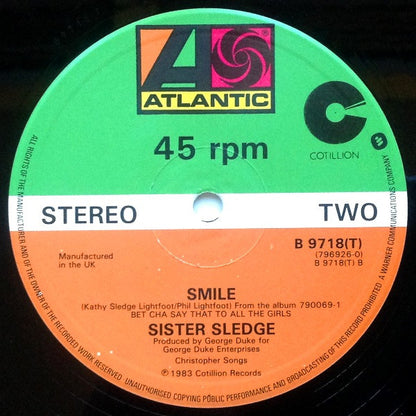 ATLANTIC
45 rpm
COTILLION
STEREO
TWO
Manufactured
in the UK
B 9718(T)
(796926-0)
B 9718(T) B
SMILE
(Kathy Sledge Lightfoot/Phil Lightfoot) From the album 790069-1
BET CHA SAY THAT TO ALL THE GIRLS
SISTER SLEDGE
Produced by George Duke for
George Duke Enterprises
Christopher Songs
℗ 1983 Cotillion Records
ALL RIGHTS OF THE MANUFACTURER AND OF THE OWNER OF THE RECORDED WORK RESERVED UNAUTHORISED COPYING PUBLIC PERFORMANCE AND BROADCASTING OF THIS RECORD PROHIBITED A WARNER COMMUNICATIONS COMPANY